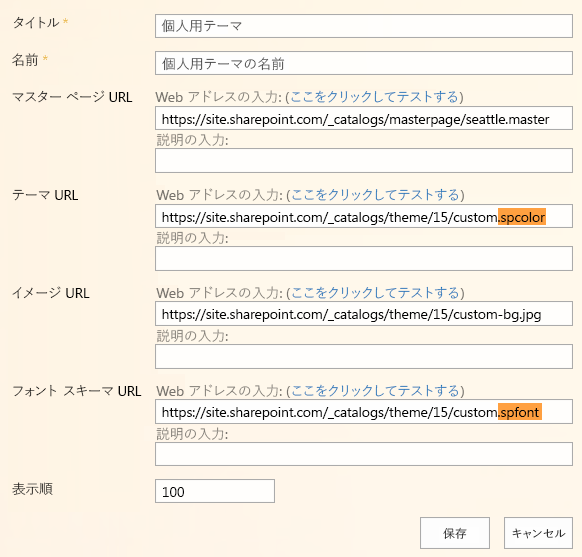 タイトル * 個人用テーマ
名前 * 個人用テーマの名前
マスター ページ URL Web アドレスの入力: (ここをクリックしてテストする)
https://site.sharepoint.com/_catalogs/masterpage/seattle.master
説明の入力:
テーマ URL Web アドレスの入力: (ここをクリックしてテストする)
https://site.sharepoint.com/_catalogs/theme/15/custom.spcolor
説明の入力:
イメージ URL Web アドレスの入力: (ここをクリックしてテストする)
https://site.sharepoint.com/_catalogs/theme/15/custom-bg.jpg
説明の入力:
フォント スキーマ URL Web アドレスの入力: (ここをクリックしてテストする)
https://site.sharepoint.com/_catalogs/theme/15/custom.spfont
説明の入力:
表示順 100
保存 キャンセル